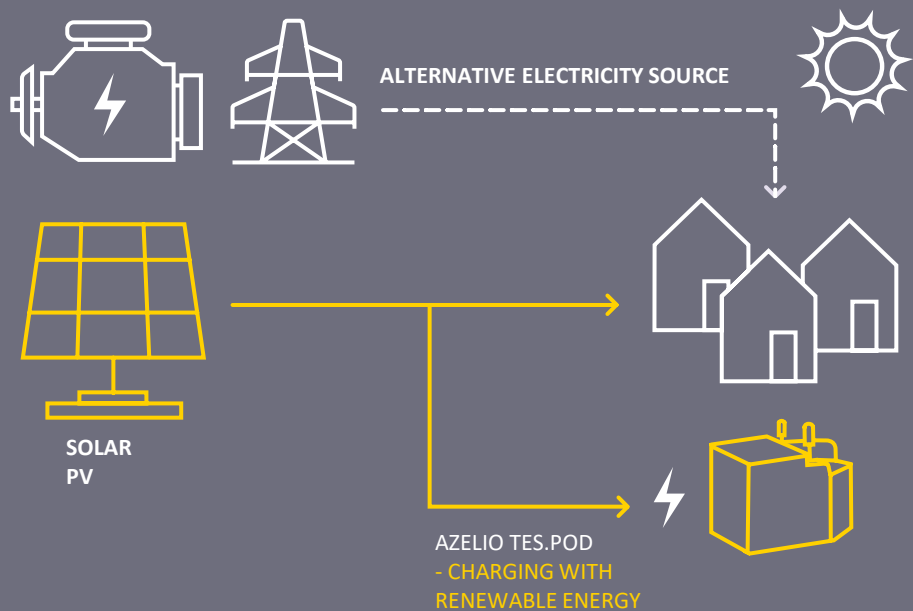 ALTERNATIVE ELECTRICITY SOURCE
SOLAR
PV
AZELIO TES.POD
- CHARGING WITH
RENEWABLE ENERGY